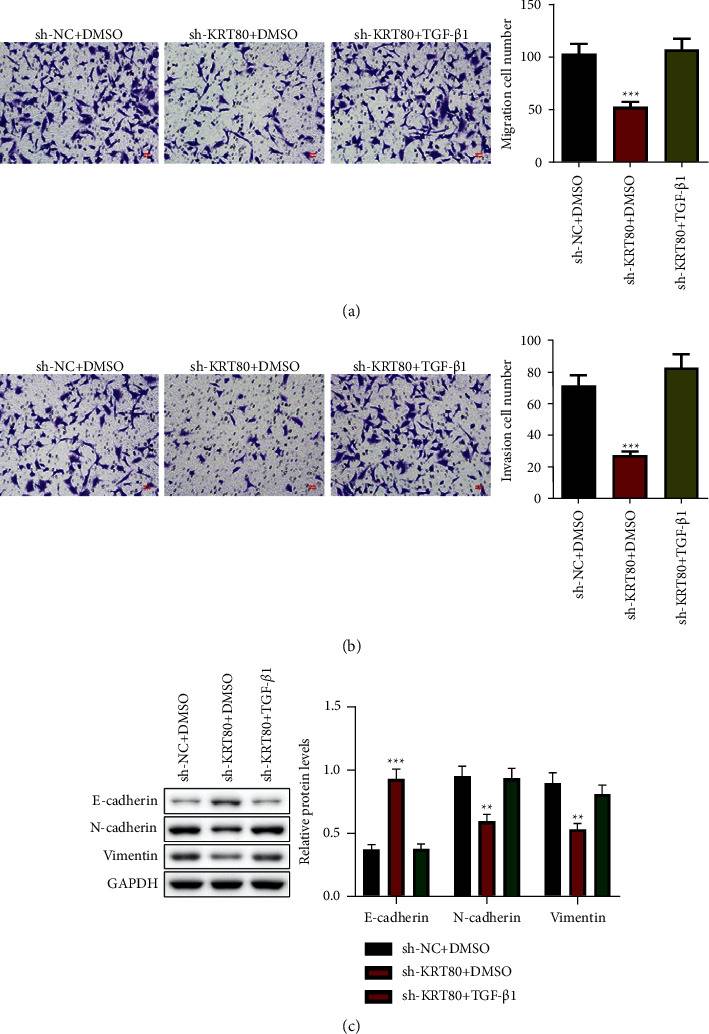 sh-NC+DMSO sh-KRT80+DMSO sh-KRT80+TGF-β1
Migration cell number
150
100
50
0
***
sh-NC+DMSO
sh-KRT80+DMSO
sh-KRT80+TGF-β1
(a)
sh-NC+DMSO sh-KRT80+DMSO sh-KRT80+TGF-β1
Invasion cell number
100
80
60
40
20
0
***
sh-NC+DMSO
sh-KRT80+DMSO
sh-KRT80+TGF-β1
(b)
sh-NC+DMSO
sh-KRT80+DMSO
sh-KRT80+TGF-β1
E-cadherin
N-cadherin
Vimentin
GAPDH
Relative protein levels
1.5
1.0
0.5
0.0
***
**
**
E-cadherin N-cadherin Vimentin
sh-NC+DMSO
sh-KRT80+DMSO
sh-KRT80+TGF-β1
(c)